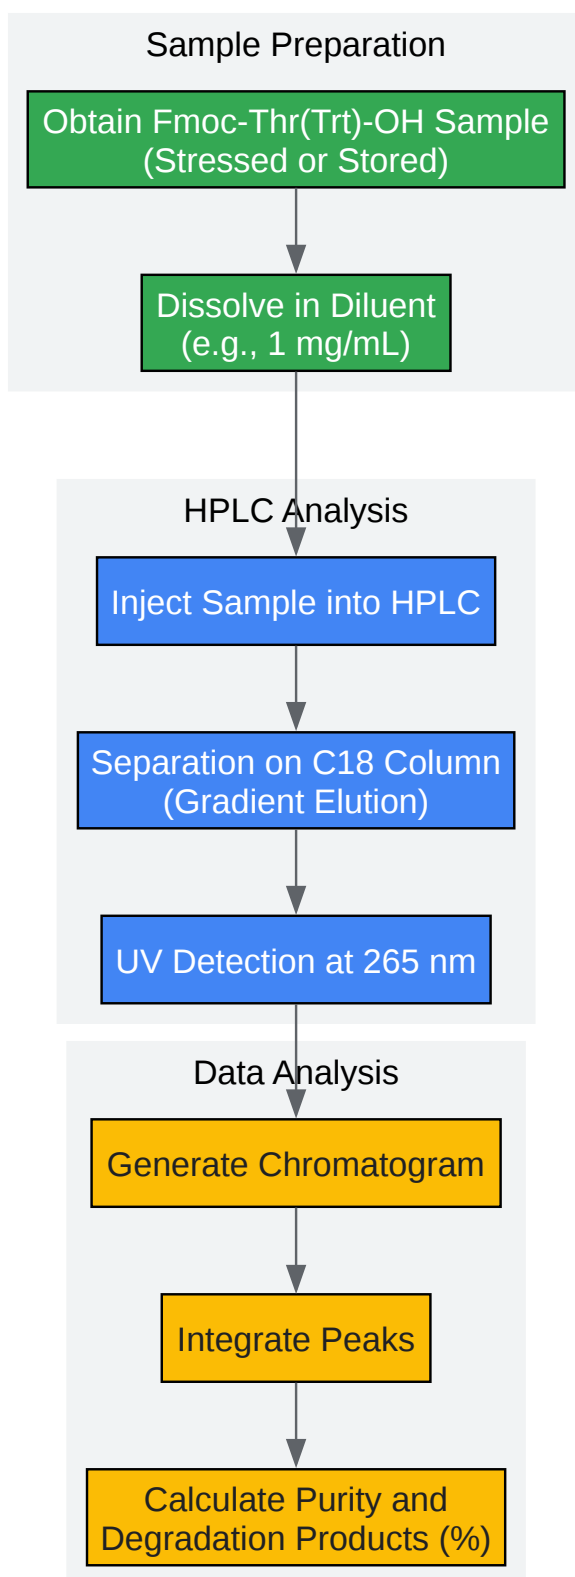 Sample Preparation
Obtain Fmoc-Thr(Trt)-OH Sample
(Stressed or Stored)
Dissolve in Diluent
(e.g., 1 mg/mL)
HPLC Analysis
Inject Sample into HPLC
Separation on C18 Column
(Gradient Elution)
UV Detection at 265 nm
Data Analysis
Generate Chromatogram
Integrate Peaks
Calculate Purity and
Degradation Products (%)